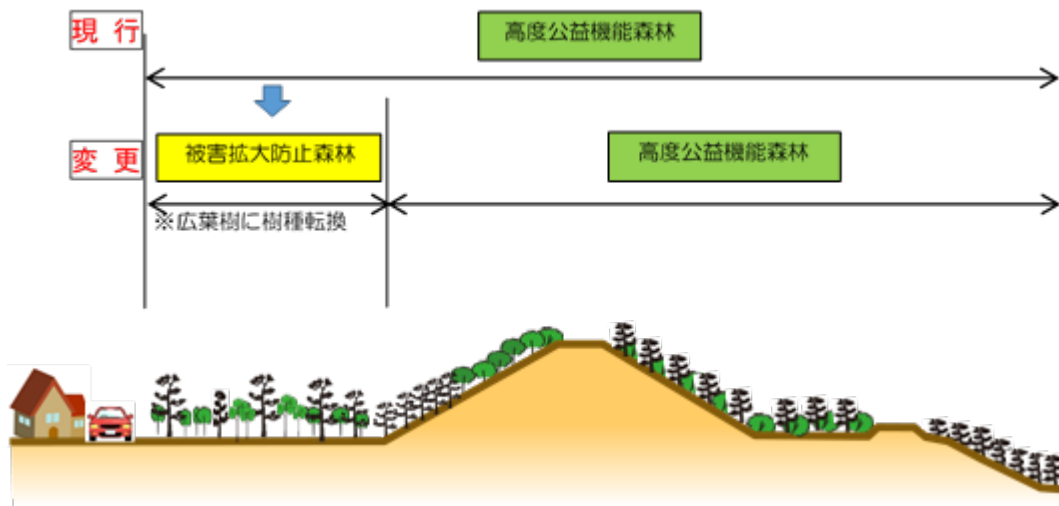 現 行
高度公益機能森林
変 更
被害拡大防止森林
高度公益機能森林
※広葉樹に樹種転換